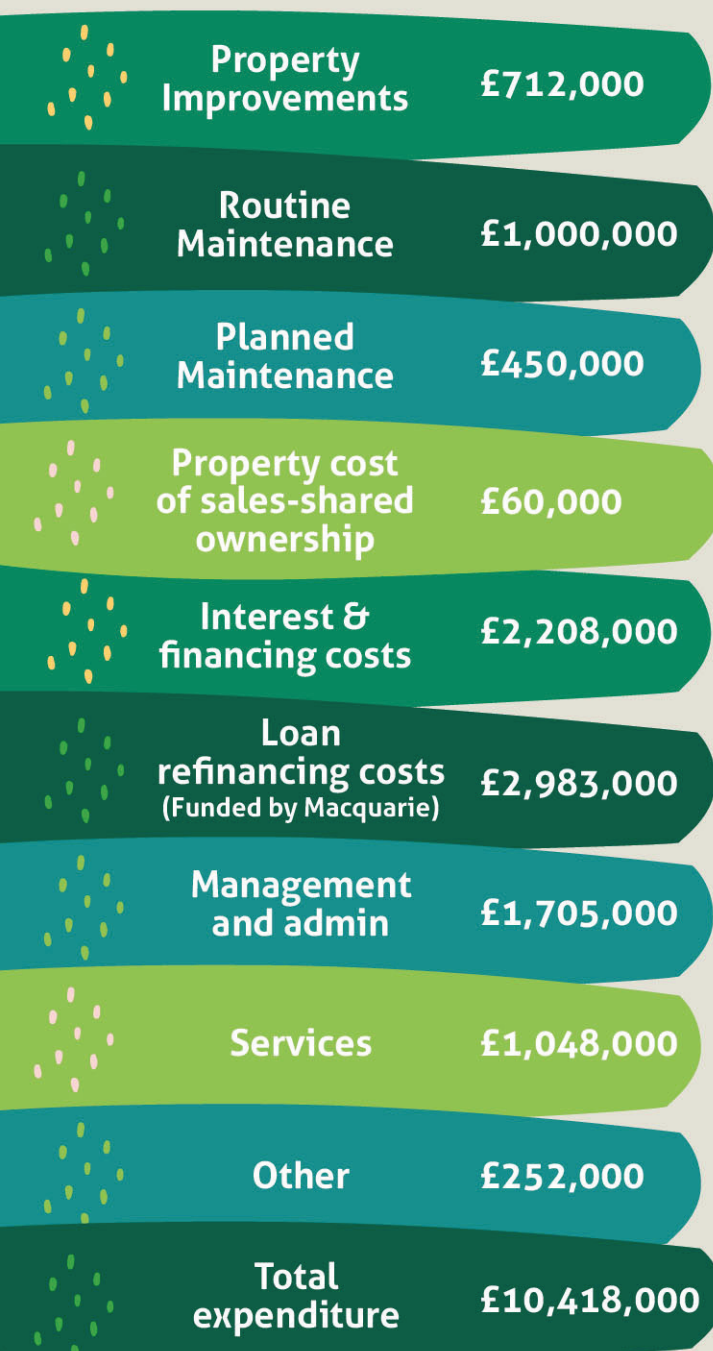 Property
Improvements £712,000
Routine
Maintenance £1,000,000
Planned
Maintenance £450,000
Property cost
of sales-shared £60,000
ownership
Interest &
financing costs £2,208,000
Loan
refinancing costs £2,983,000
(Funded by Macquarie)
Management
and admin £1,705,000
Services £1,048,000
Other £252,000
Total
expenditure £10,418,000